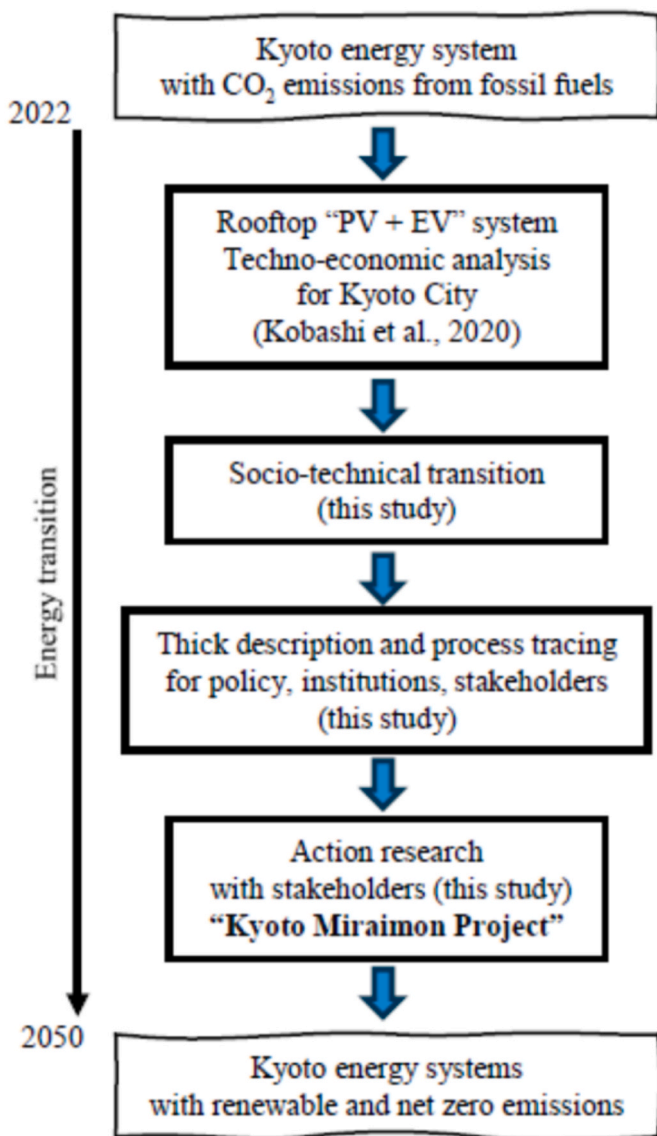 Kyoto energy system
with CO₂ emissions from fossil fuels
2022
Rooftop “PV + EV” system
Techno-economic analysis
for Kyoto City
(Kobashi et al., 2020)
Socio-technical transition
(this study)
Energy transition
Thick description and process tracing
for policy, institutions, stakeholders
(this study)
Action research
with stakeholders (this study)
“Kyoto Miraimon Project”
2050
Kyoto energy systems
with renewable and net zero emissions